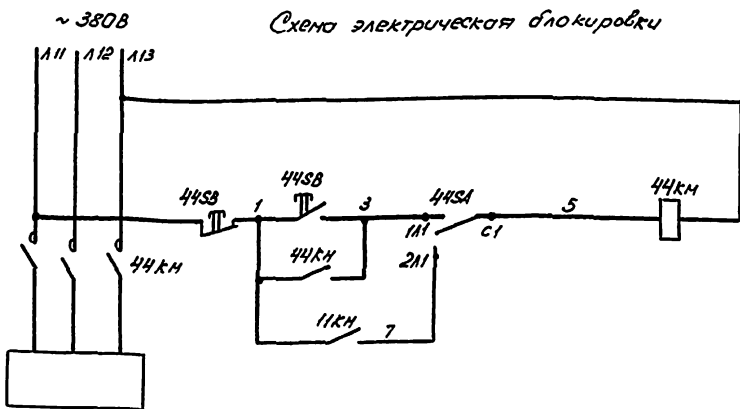 ~ 380В
Схема электрическая блокировки
Л11 Л12 Л13
44SB
1
44SB
3
44SA
1Л1
С1
5
44КМ
44КМ
44КМ
2Л1
11КМ
7